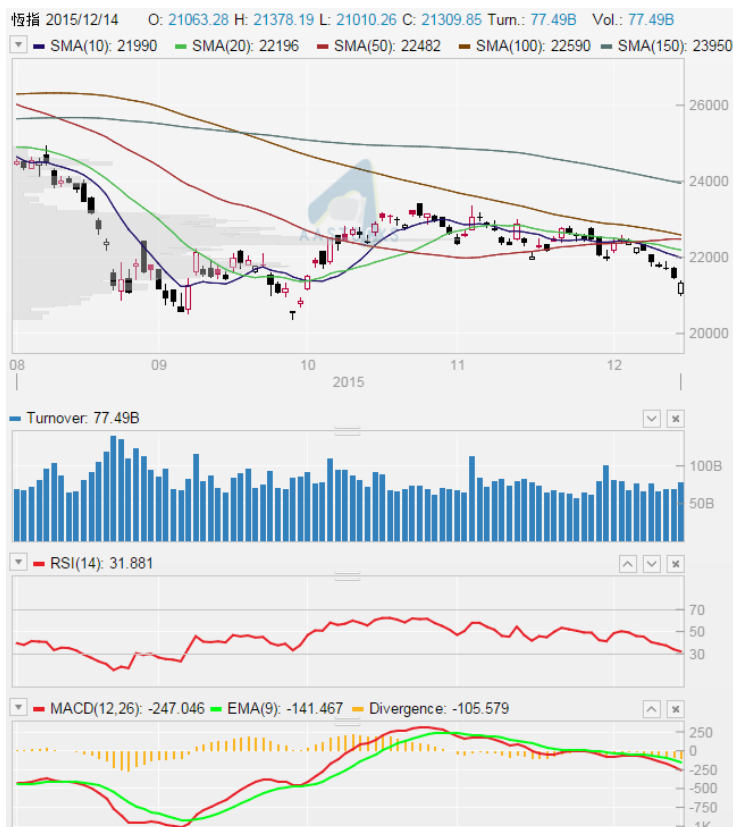 恆指 2015/12/14 O: 21063.28 H: 21378.19 L: 21010.26 C: 21309.85 Turn.: 77.49B Vol.: 77.49B
SMA(10): 21990 SMA(20): 22196 SMA(50): 22482 SMA(100): 22590 SMA(150): 23950
26000
24000
AASTOCKS
22000
20000
08 09 10 11 12
2015
Turnover: 77.49B
100B
50B
RSI(14): 31.881
70
50
30
MACD(12,26): -247.046 EMA(9): -141.467 Divergence: -105.579
250
0
-250
-500
-750
-1K